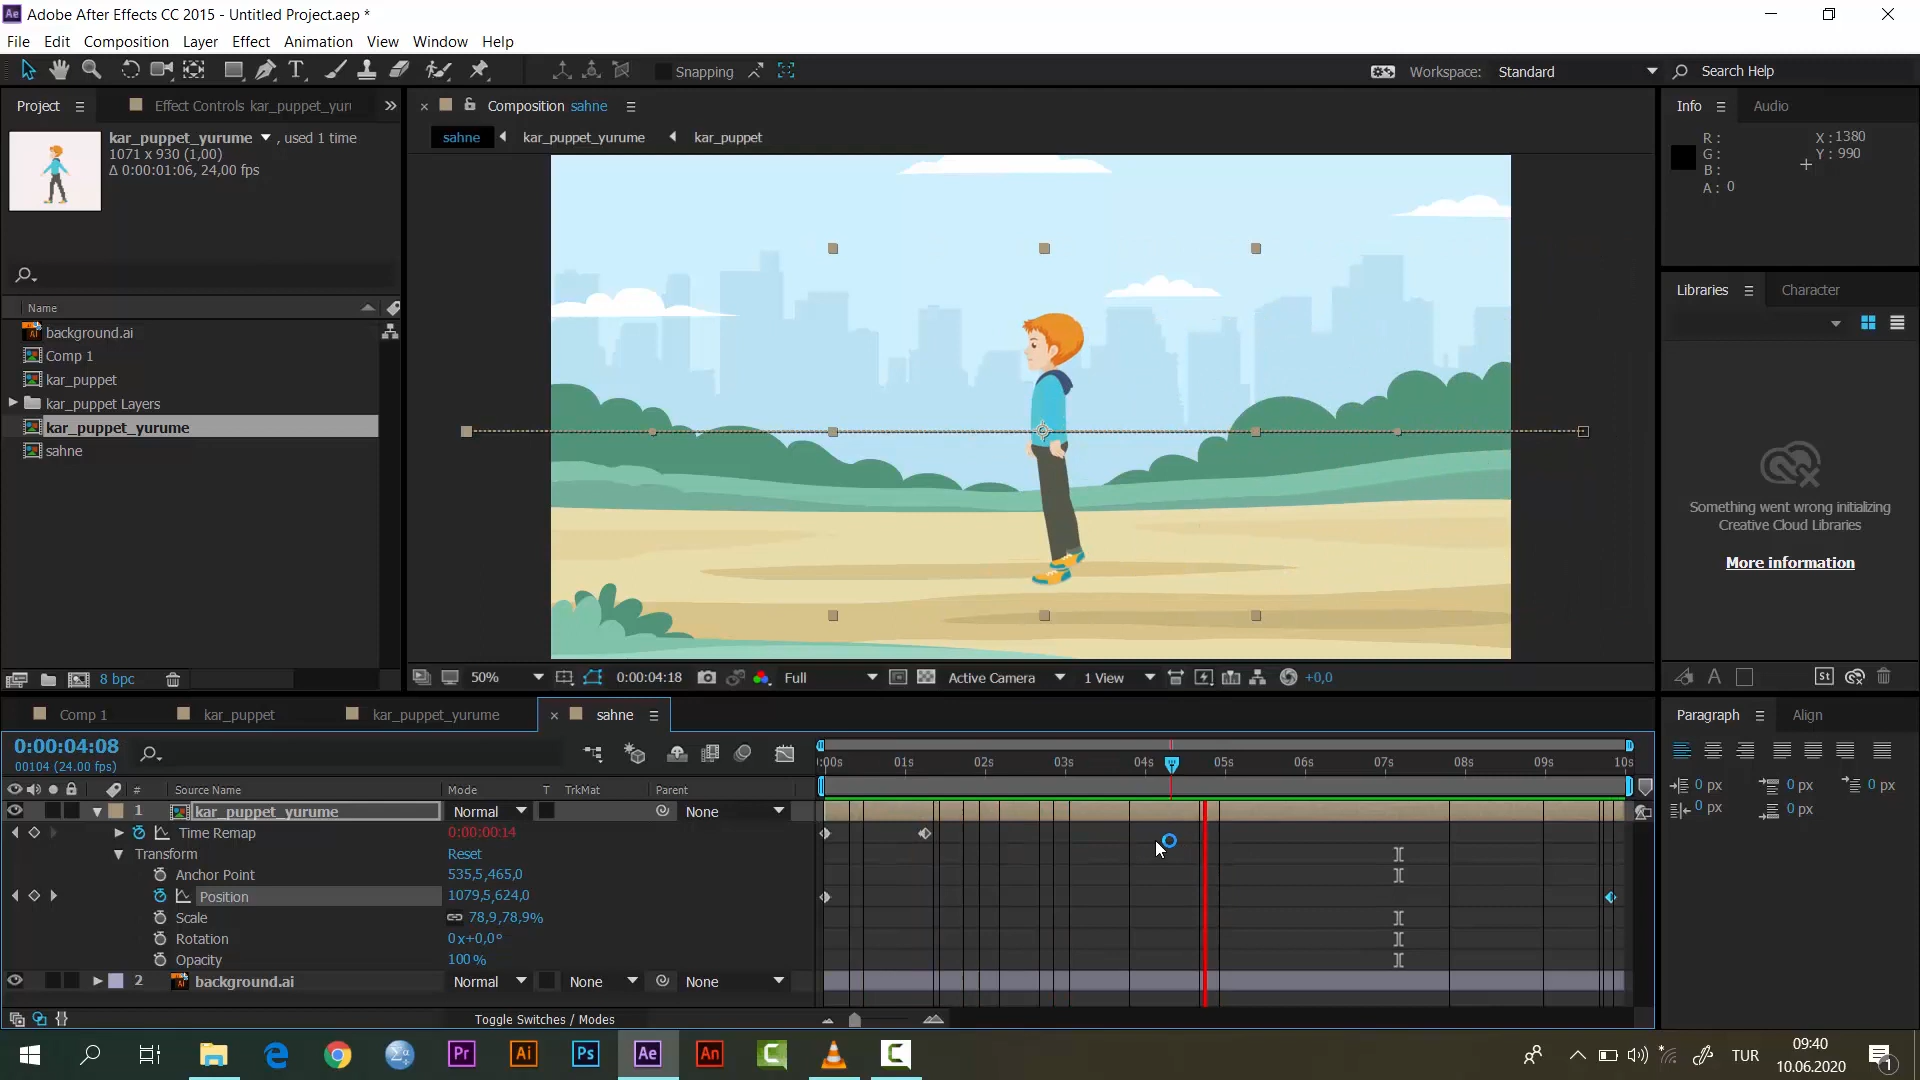 Adobe After Effects CC 2015 - Untitled Project.aep *
File Edit Composition Layer Effect Animation View Window Help
Snapping
Workspace: Standard
Search Help
Project
Effect Controls kar_puppet_yuru
Composition sahne
Info
Audio
kar_puppet_yurume , used 1 time
1071 x 930 (1,00)
Δ 0:00:01:06, 24,00 fps
sahne kar_puppet_yurume kar_puppet
R :
G :
B :
A : 0
X : 1380
Y : 990
Name
background.ai
Comp 1
kar_puppet
kar_puppet Layers
kar_puppet_yurume
sahne
Libraries
Character
Something went wrong initializing
Creative Cloud Libraries
More information
8 bpc
50%
0:00:04:18
Full
Active Camera
1 View
+0,0
St
Comp 1
kar_puppet
kar_puppet_yurume
sahne
Paragraph
Align
0:00:04:08
00104 (24.00 fps)
:00s 01s 02s 03s 04s 05s 06s 07s 08s 09s 10s
# Source Name Mode T TrkMat Parent
0 px 0 px 0 px
0 px 0 px
1 kar_puppet_yurume Normal None
Time Remap 0:00:00:14
Transform Reset
Anchor Point 535,5,465,0
Position 1079,5,624,0
Scale 78,9,78,9%
Rotation 0x+0,0°
Opacity 100%
2 background.ai Normal None None
Toggle Switches / Modes
Pr Ai Ps Ae An
TUR
09:40
10.06.2020
1